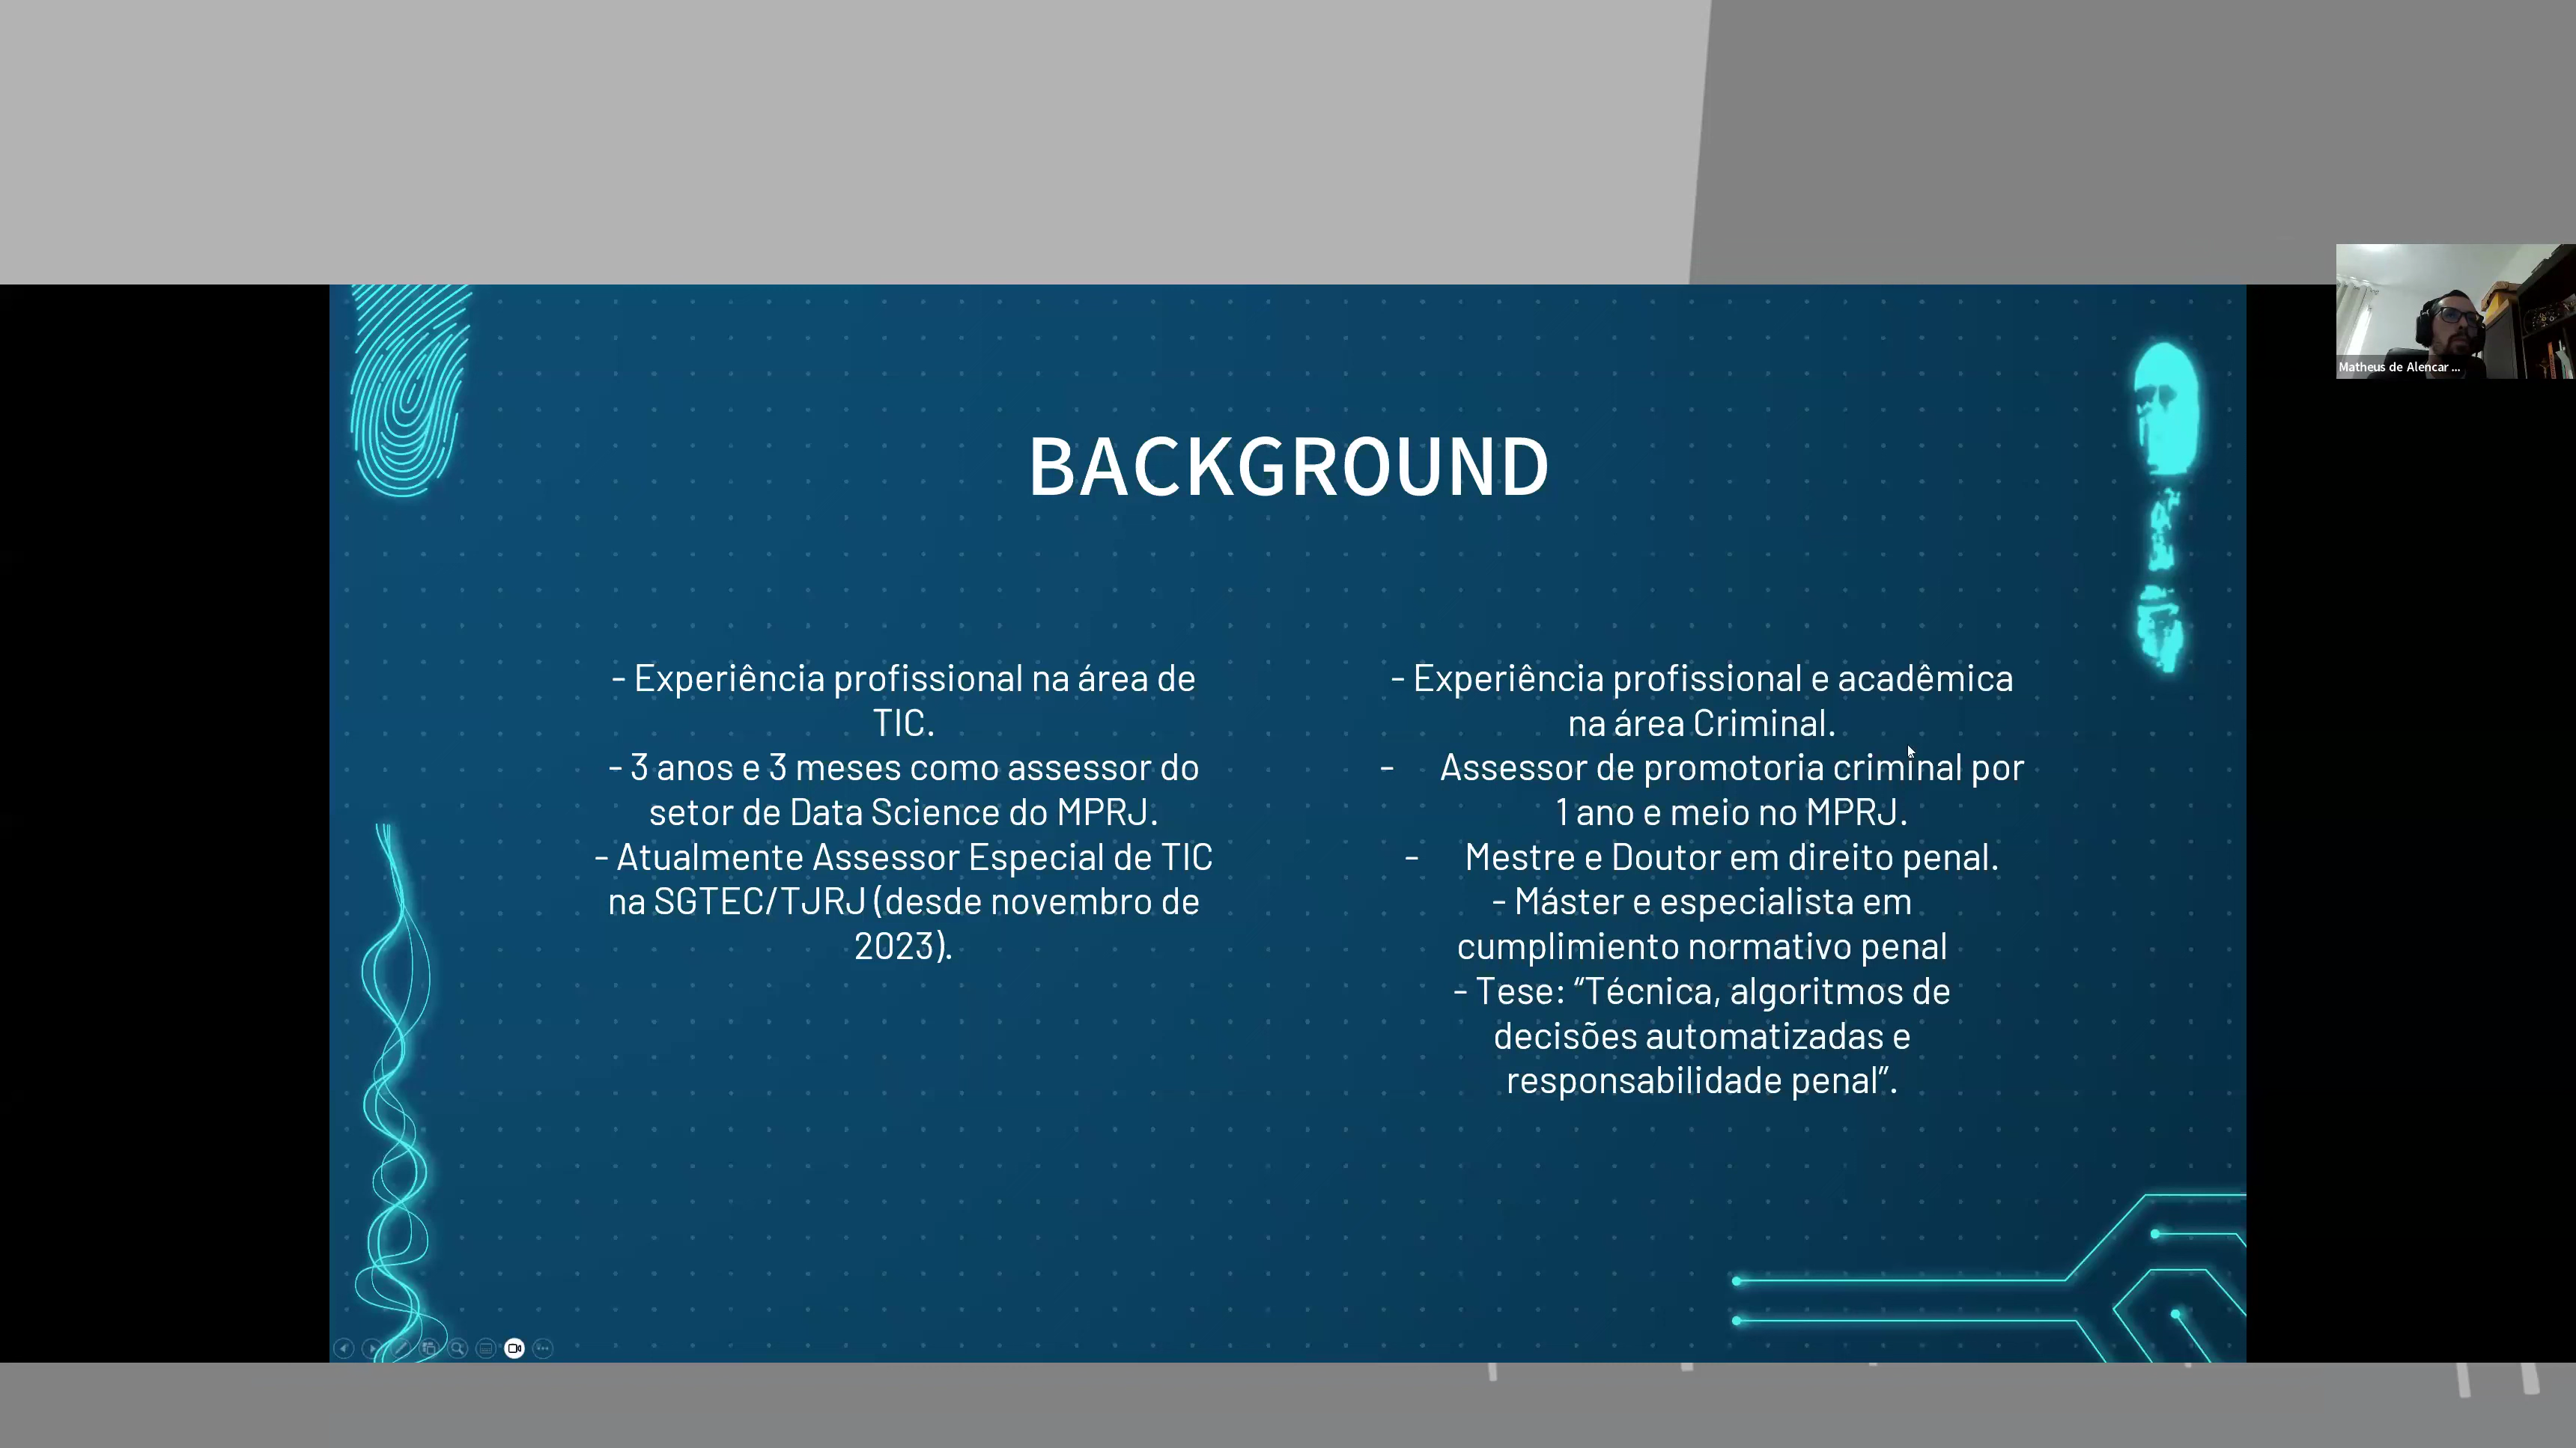 BACKGROUND
- Experiência profissional na área de
TIC.
- 3 anos e 3 meses como assessor do
setor de Data Science do MPRJ.
- Atualmente Assessor Especial de TIC
na SGTEC/TJRJ (desde novembro de
2023).
- Experiência profissional e acadêmica
na área Criminal.
- Assessor de promotoria criminal por
1 ano e meio no MPRJ.
- Mestre e Doutor em direito penal.
- Máster e especialista em
cumplimiento normativo penal
- Tese: “Técnica, algoritmos de
decisões automatizadas e
responsabilidade penal”.
Matheus de Alencar ...